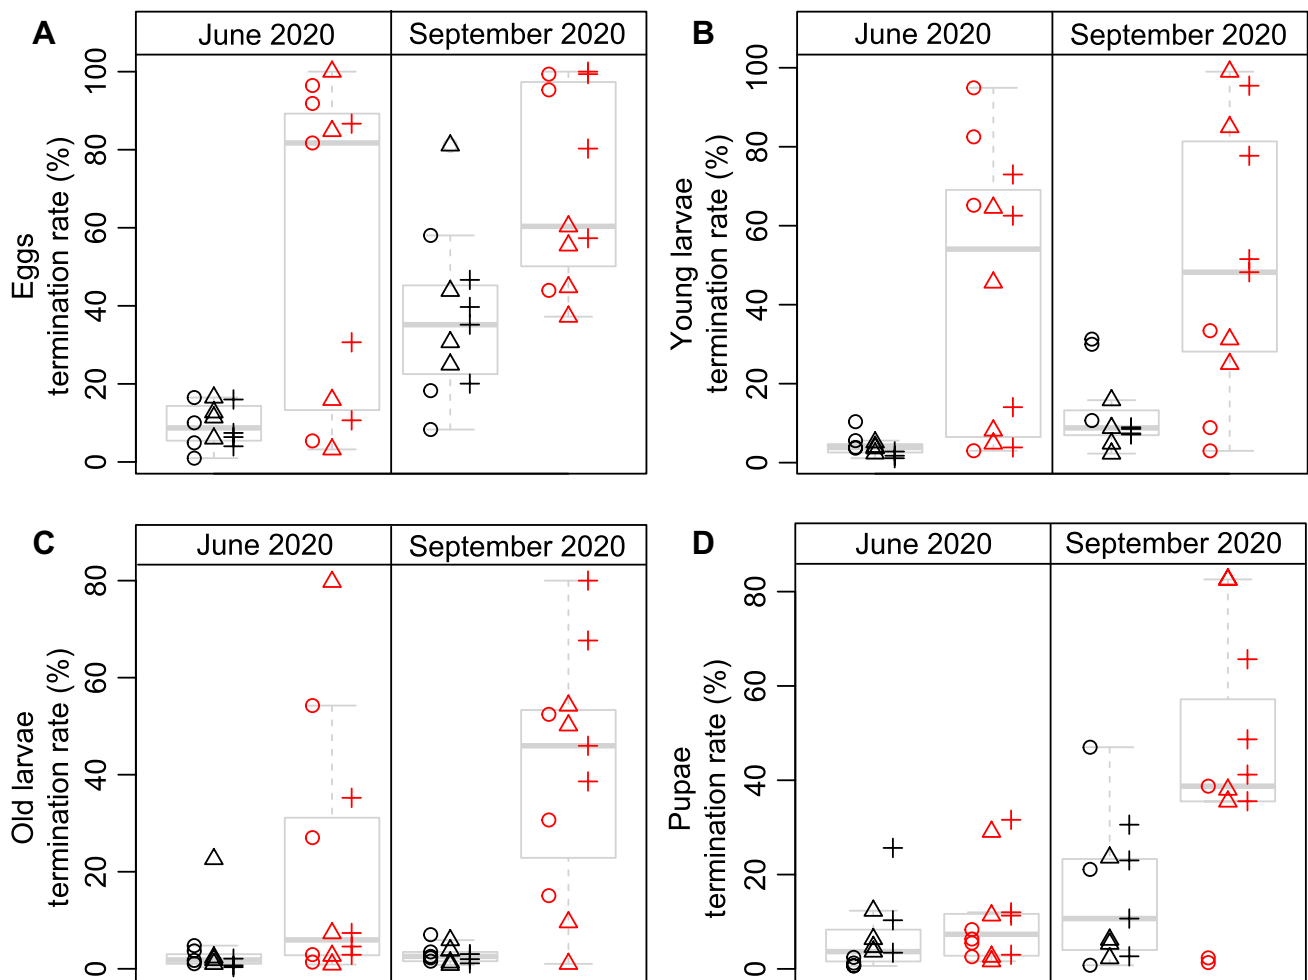 A
June 2020
September 2020
Eggs
termination rate (%)
0
20
40
60
80
100
B
June 2020
September 2020
Young larvae
termination rate (%)
0
20
40
60
80
100
C
June 2020
September 2020
Old larvae
termination rate (%)
0
20
40
60
80
D
June 2020
September 2020
Pupae
termination rate (%)
0
20
40
60
80